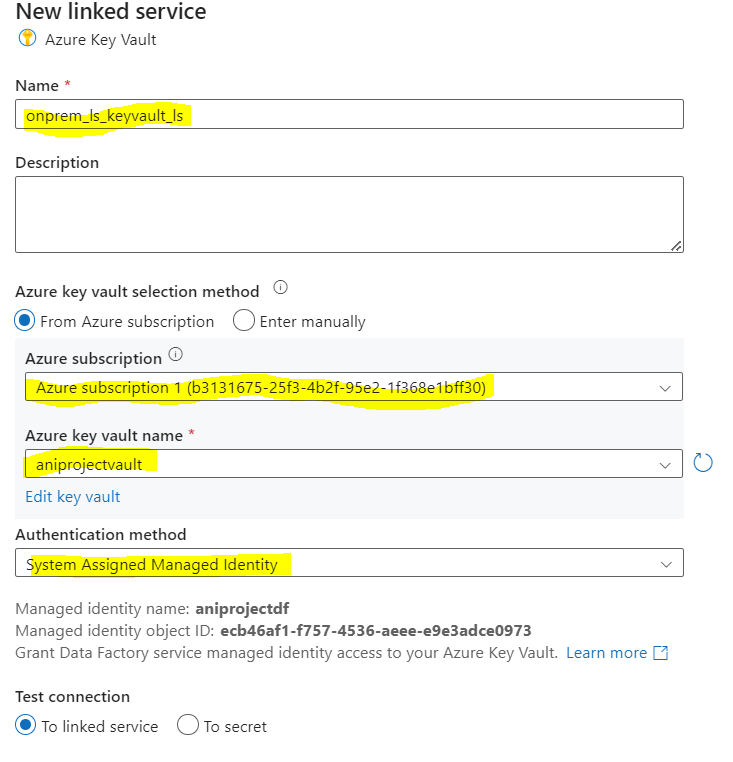 New linked service
Azure Key Vault
Name *
onprem_ls_keyvault_ls
Description
Azure key vault selection method
From Azure subscription Enter manually
Azure subscription
Azure subscription 1 (b3131675-25f3-4b2f-95e2-1f368e1bff30)
Azure key vault name *
aniprojectvault
Edit key vault
Authentication method
System Assigned Managed Identity
Managed identity name: aniprojectdf
Managed identity object ID: ecb46af1-f757-4536-aeee-e9e3adce0973
Grant Data Factory service managed identity access to your Azure Key Vault. Learn more
Test connection
To linked service To secret